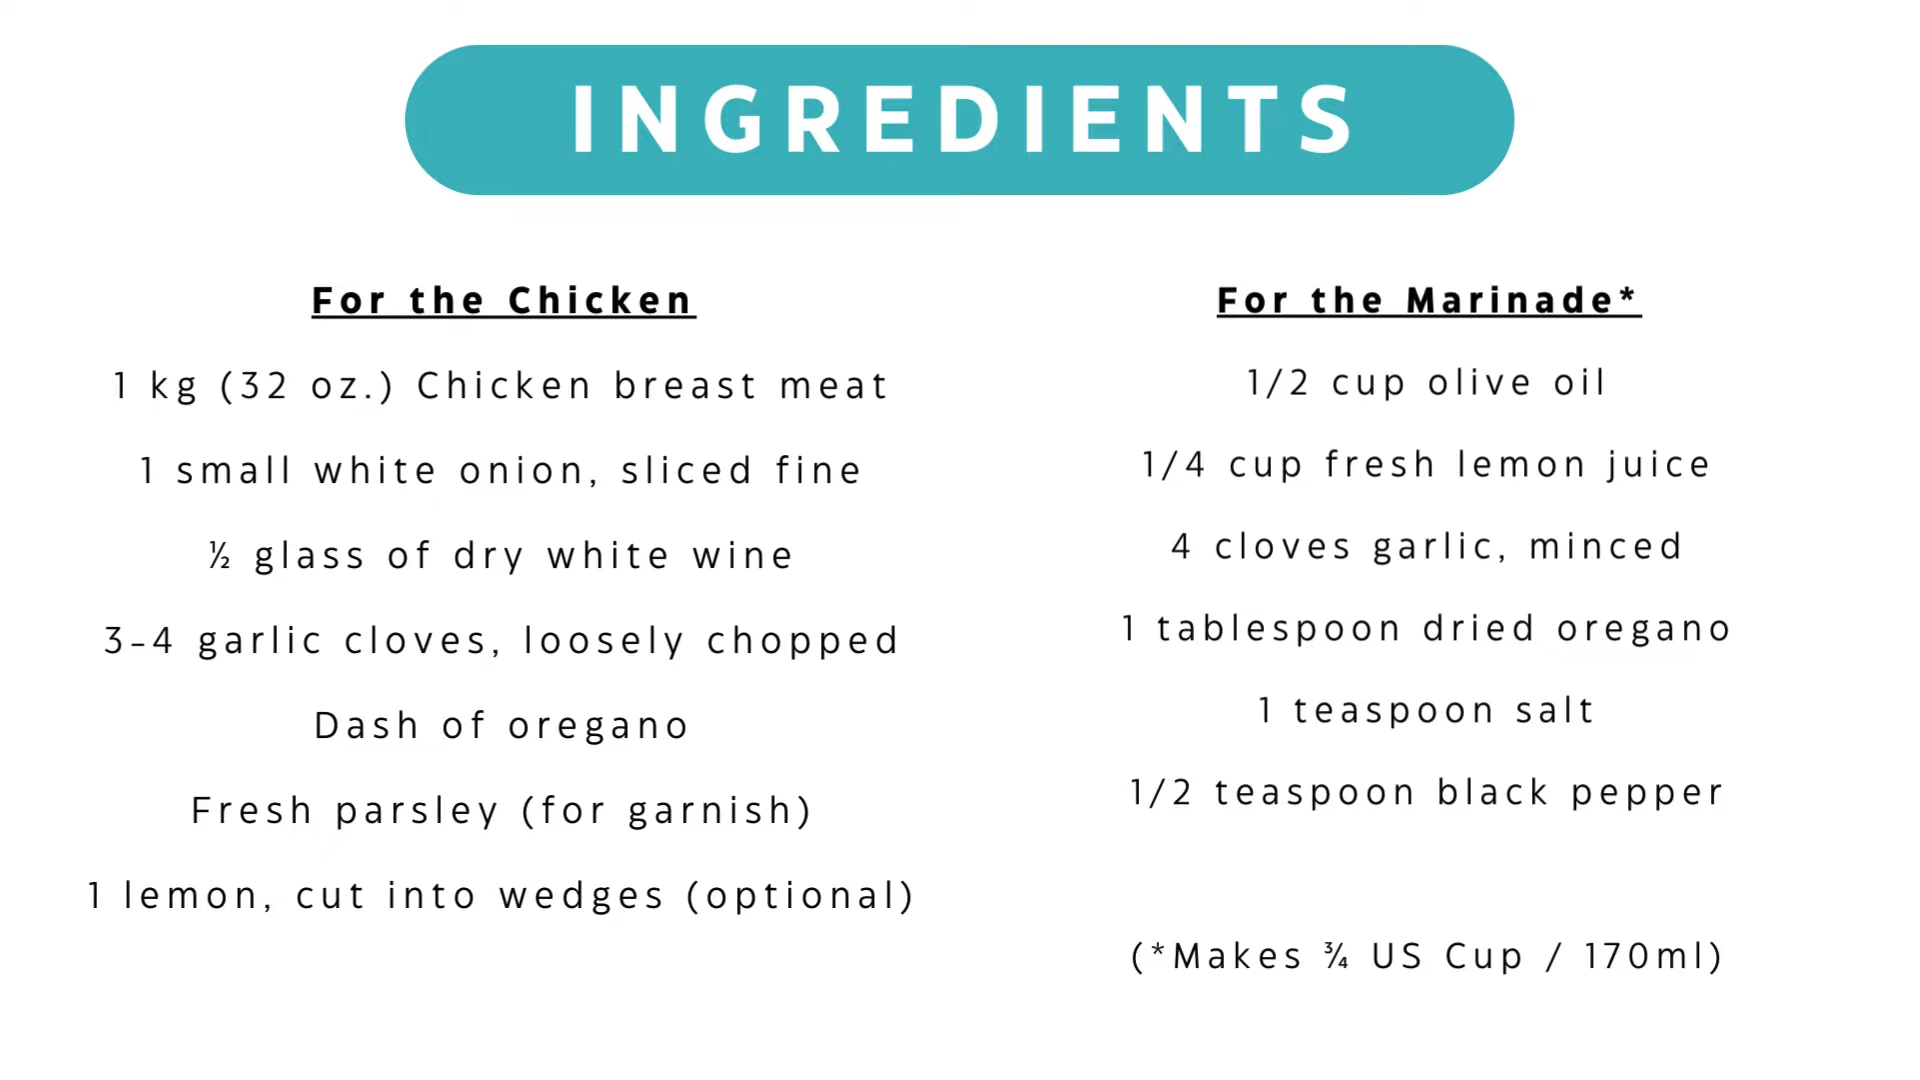 INGREDIENTS
For the Chicken
1 kg (32 oz.) Chicken breast meat
1 small white onion, sliced fine
½ glass of dry white wine
3-4 garlic cloves, loosely chopped
Dash of oregano
Fresh parsley (for garnish)
1 lemon, cut into wedges (optional)
For the Marinade*
1/2 cup olive oil
1/4 cup fresh lemon juice
4 cloves garlic, minced
1 tablespoon dried oregano
1 teaspoon salt
1/2 teaspoon black pepper
(*Makes ¾ US Cup / 170ml)